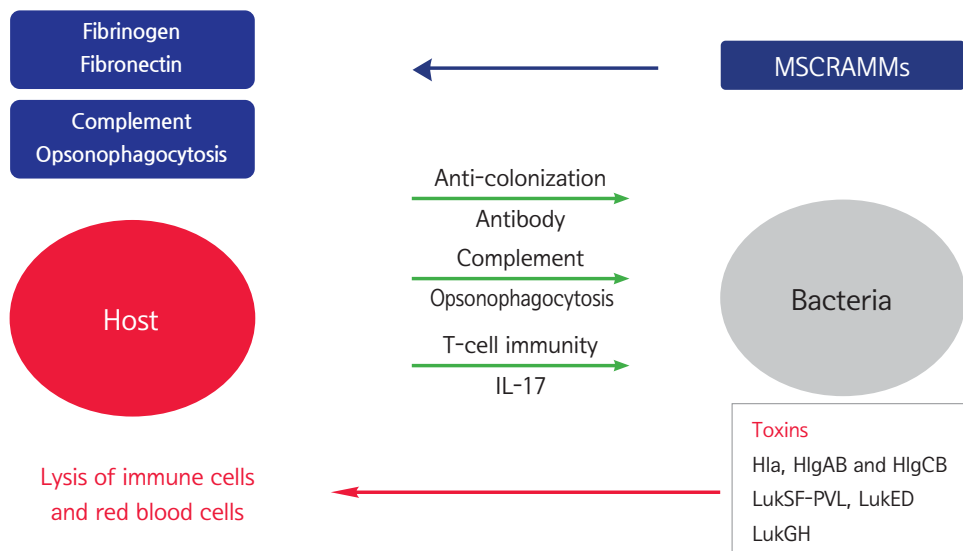 Fibrinogen
Fibronectin
MSCRAMMs
Complement
Opsonophagocytosis
Anti-colonization
Antibody
Complement
Opsonophagocytosis
T-cell immunity
IL-17
Host
Bacteria
Toxins
Hla, HlgAB and HlgCB
LukSF-PVL, LukED
LukGH
Lysis of immune cells
and red blood cells